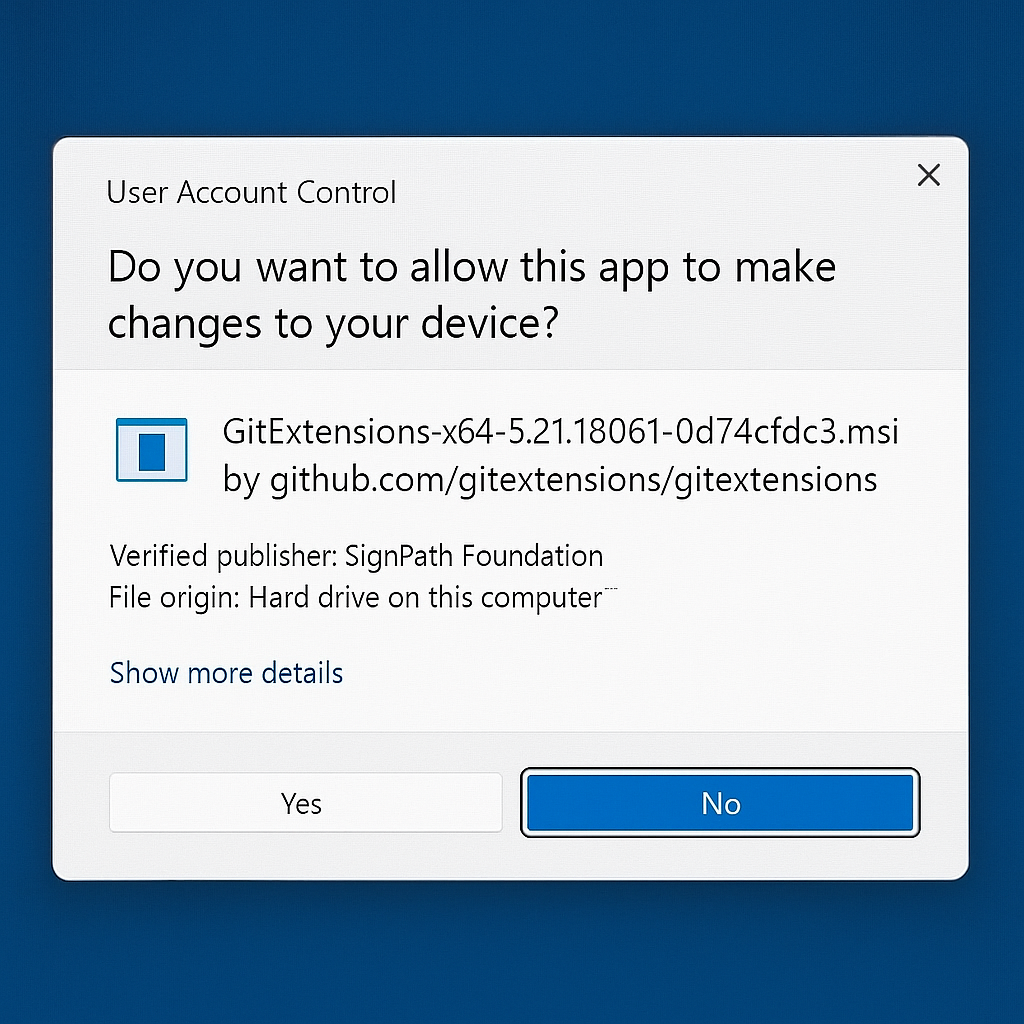 User Account Control
Do you want to allow this app to make
changes to your device?
GitExtensions-x64-5.21.18061-0d74cfdc3.msi
by github.com/gitextensions/gitextensions
Verified publisher: SignPath Foundation
File origin: Hard drive on this computer
Show more details
Yes
No